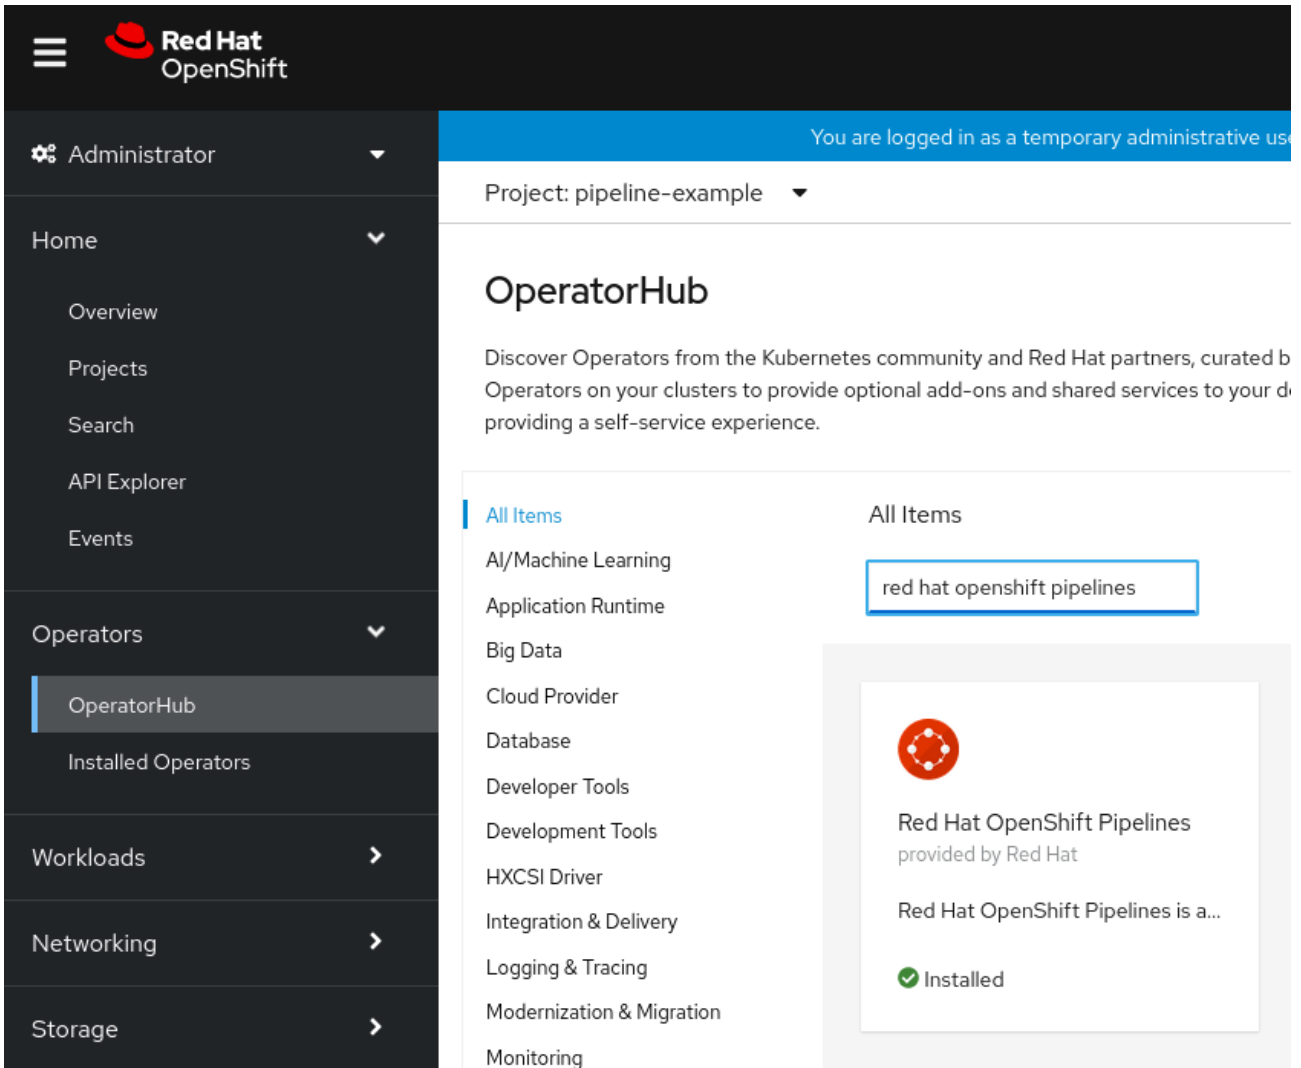 Red Hat
OpenShift
Administrator
You are logged in as a temporary administrative
Project: pipeline-example
Home
Overview
Projects
Search
API Explorer
Events
Operators
OperatorHub
Installed Operators
Workloads
Networking
Storage
OperatorHub
Discover Operators from the Kubernetes community and Red Hat partners, curated
Operators on your clusters to provide optional add-ons and shared services to your
providing a self-service experience.
All Items
AI/Machine Learning
Application Runtime
Big Data
Cloud Provider
Database
Developer Tools
Development Tools
HXCSI Driver
Integration & Delivery
Logging & Tracing
Modernization & Migration
Monitoring
All Items
red hat openshift pipelines
Red Hat OpenShift Pipelines
provided by Red Hat
Red Hat OpenShift Pipelines is a...
Installed